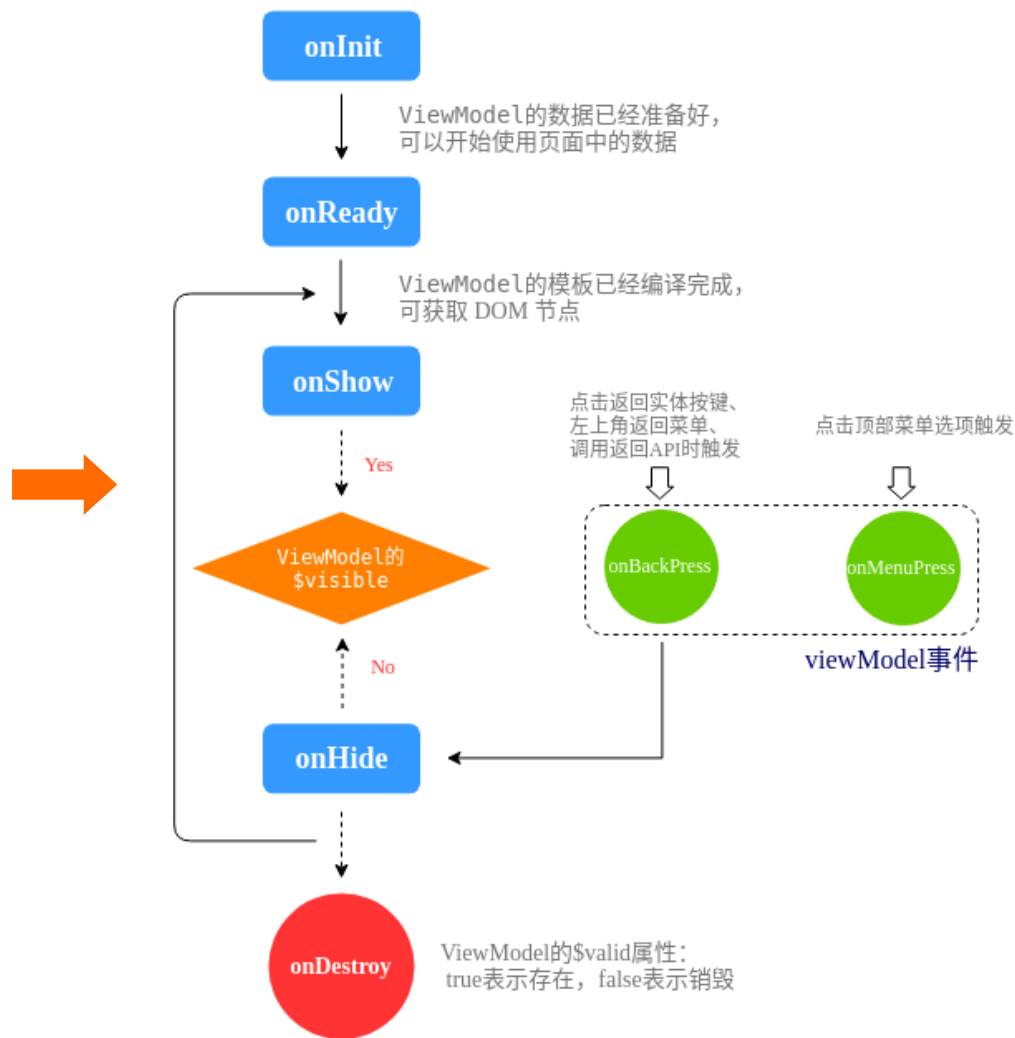 onInit
ViewModel的数据已经准备好，
可以开始使用页面中的数据
onReady
ViewModel的模板已经编译完成，
可获取 DOM 节点
onShow
点击返回实体按键、
左上角返回菜单、
调用返回API时触发
点击顶部菜单选项触发
Yes
ViewModel的
$visible
onBackPress
onMenuPress
viewModel事件
No
onHide
onDestroy
ViewModel的$valid属性：
true表示存在，false表示销毁